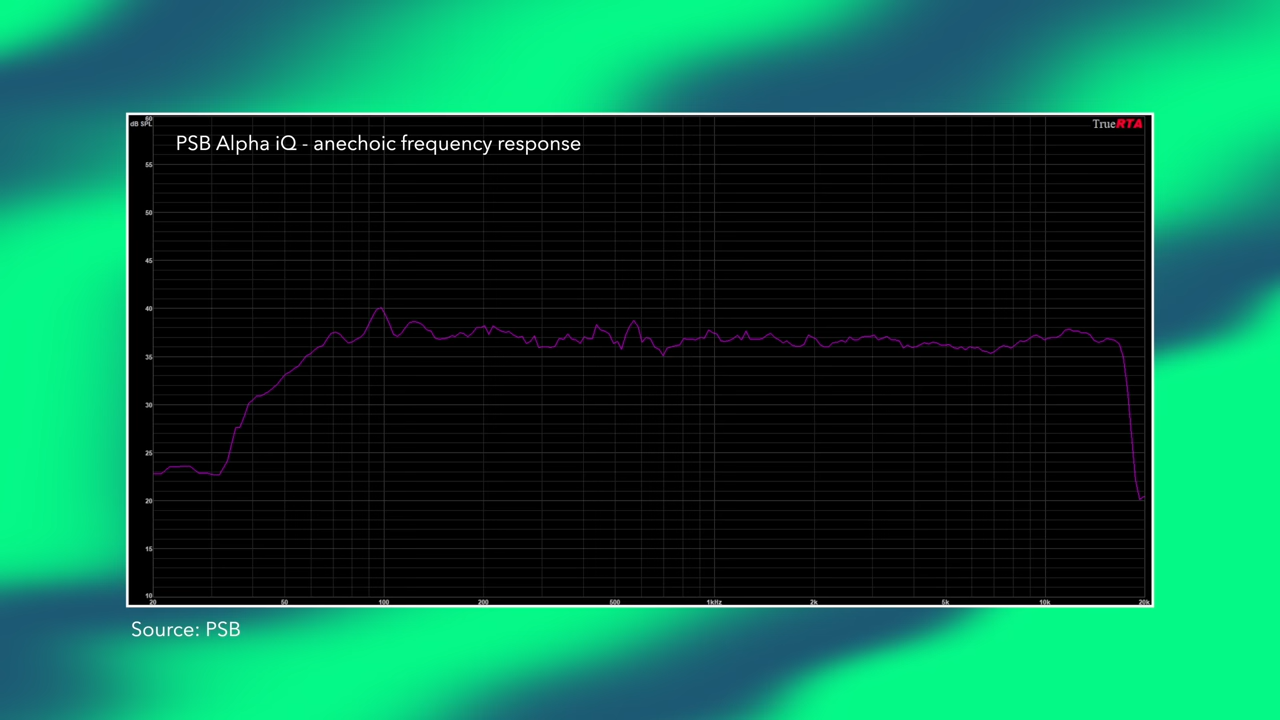 60
dB SPL
TrueRTA
PSB Alpha iQ - anechoic frequency response
55
50
45
40
35
30
25
20
15
10
20 50 100 200 500 1kHz 2k 5k 10k 20k
Source: PSB